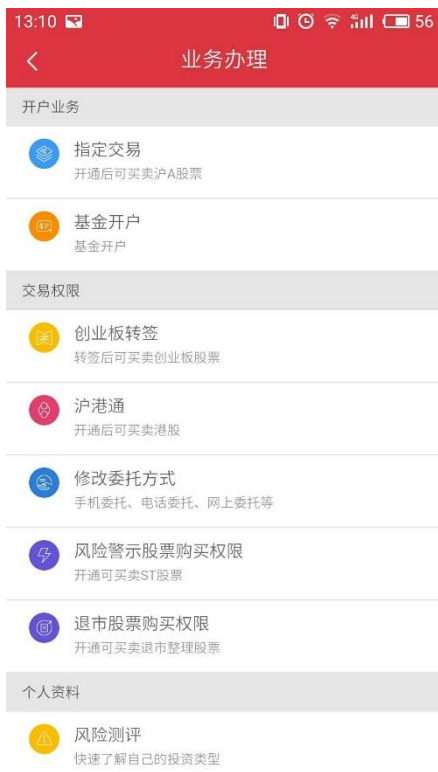 13:10 4G 56
业务办理
开户业务
指定交易
开通后可买卖沪A股票
基金开户
基金开户
交易权限
创业板转签
转签后可买卖创业板股票
沪港通
开通后可买卖港股
修改委托方式
手机委托、电话委托、网上委托等
风险警示股票购买权限
开通可买卖ST股票
退市股票购买权限
开通可买卖退市整理股票
个人资料
风险测评
快速了解自己的投资类型